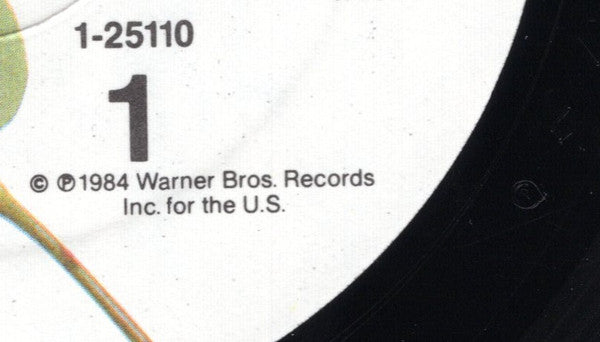 1-25110
1
© ℗1984 Warner Bros. Records
Inc. for the U.S.